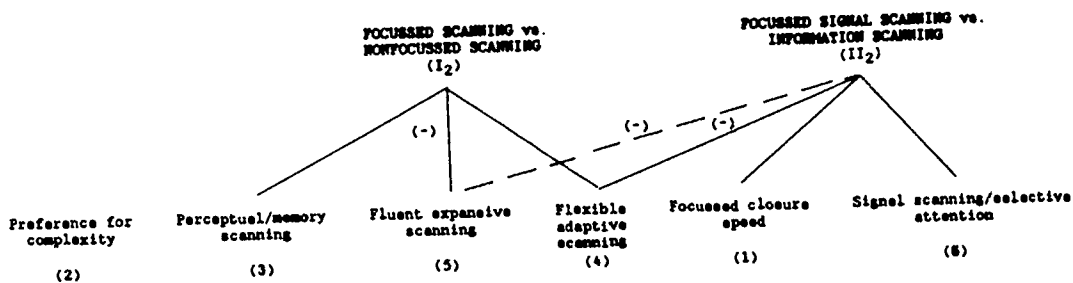 FOCUSSED SCANNING vs.
NONFOCUSSED SCANNING
(I2)
FOCUSSED SIGNAL SCANNING vs.
INFORMATION SCANNING
(II2)
(-)
(-)
(-)
Preference for
complexity
(2)
Perceptuel/memory
scanning
(3)
Fluent expansive
scanning
(5)
Flexible
adaptive
scanning
(4)
Focussed closure
speed
(1)
Signal scanning/selective
attention
(6)